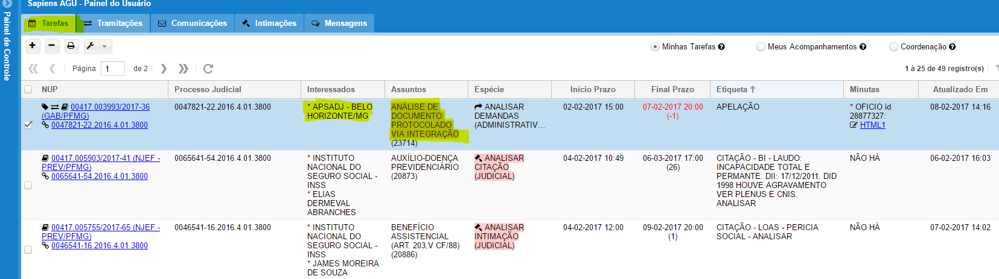 Sapiens AGU - Painel do Usuário
Painel de Controle
Tarefas
Tramitações
Comunicações
Intimações
Mensagens
Minhas Tarefas
Meus Acompanhamentos
Coordenação
Página 1 de 2
1 à 25 de 49 registro(s)
NUP
Processo Judicial
Interessados
Assuntos
Espécie
Início Prazo
Final Prazo
Etiqueta
Minutas
Atualizado Em
00417.003993/2017-36
(GAB/PFMG)
0047821-22.2016.4.01.3800
0047821-22.2016.4.01.3800
* APSADJ - BELO
HORIZONTE/MG
ANÁLISE DE
DOCUMENTO
PROTOCOLADO
VIA INTEGRAÇÃO
(23714)
ANALISAR
DEMANDAS
(ADMINISTRATIV...
02-02-2017 15:00
07-02-2017 20:00
(-1)
APELAÇÃO
* OFICIO id
28877327:
HTML1
08-02-2017 14:16
00417.005903/2017-41 (NJEF -
PREV/PFMG)
0065641-54.2016.4.01.3800
0065641-54.2016.4.01.3800
* INSTITUTO
NACIONAL DO
SEGURO SOCIAL -
INSS
* ELIAS
DERMEVAL
ABRANCHES
AUXÍLIO-DOENÇA
PREVIDENCIÁRIO
(20873)
ANALISAR
CITAÇÃO
(JUDICIAL)
04-02-2017 10:49
06-03-2017 17:00
(26)
CITAÇÃO - BI - LAUDO:
INCAPACIDADE TOTAL E
PERMANTE. DII: 17/12/2011. DID
1998 HOUVE AGRAVAMENTO
VER PLENUS E CNIS.
ANALISAR
NÃO HÁ
06-02-2017 16:03
00417.005755/2017-65 (NJEF -
PREV/PFMG)
0046541-16.2016.4.01.3800
0046541-16.2016.4.01.3800
* INSTITUTO
NACIONAL DO
SEGURO SOCIAL -
INSS
* JAMES MOREIRA
DE SOUZA
BENEFÍCIO
ASSISTENCIAL
(ART. 203,V CF/88)
(20886)
ANALISAR
INTIMAÇÃO
(JUDICIAL)
04-02-2017 12:00
09-02-2017 20:00
(1)
CITAÇÃO - LOAS - PERICIA
SOCIAL - ANALISAR
NÃO HÁ
07-02-2017 14:02